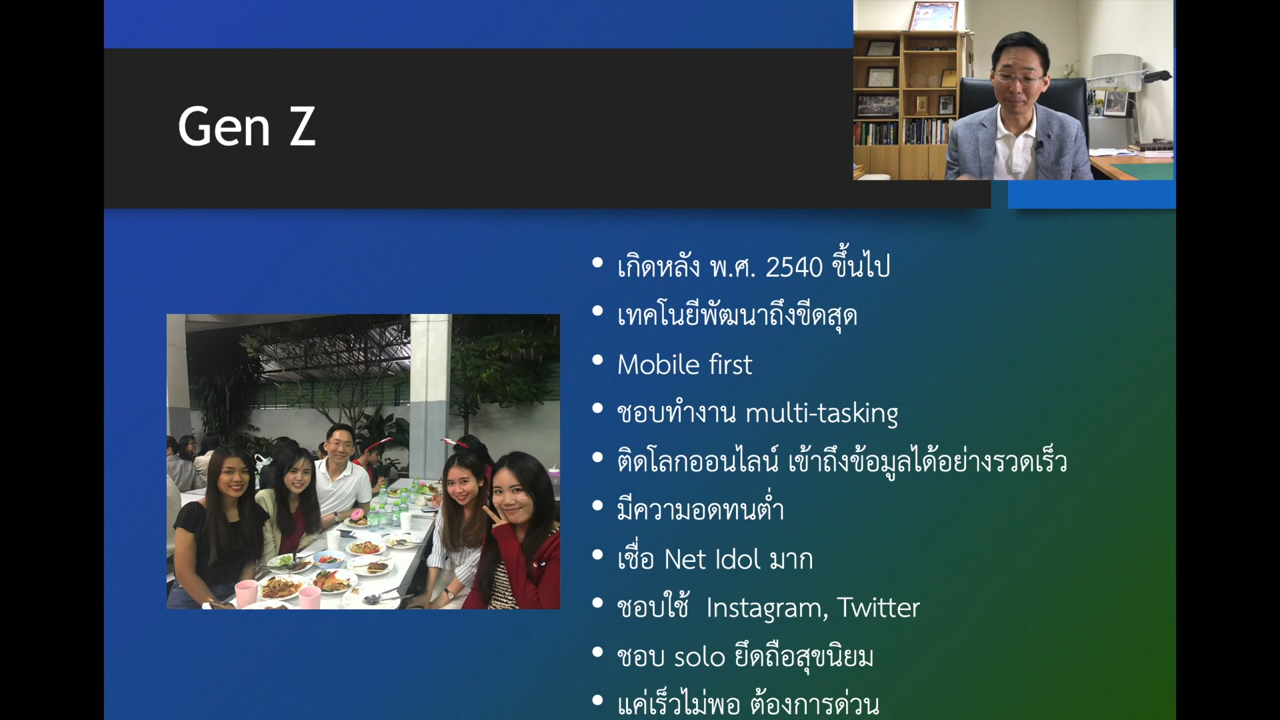 Gen Z
• เกิดหลัง พ.ศ. 2540 ขึ้นไป
• เทคโนยีพัฒนาถึงขีดสุด
• Mobile first
• ชอบทำงาน multi-tasking
• ติดโลกออนไลน์ เข้าถึงข้อมูลได้อย่างรวดเร็ว
• มีความอดทนต่ำ
• เชื่อ Net Idol มาก
• ชอบใช้ Instagram, Twitter
• ชอบ solo ยึดถือสุขนิยม
• แค่เร็วไม่พอ ต้องการด่วน